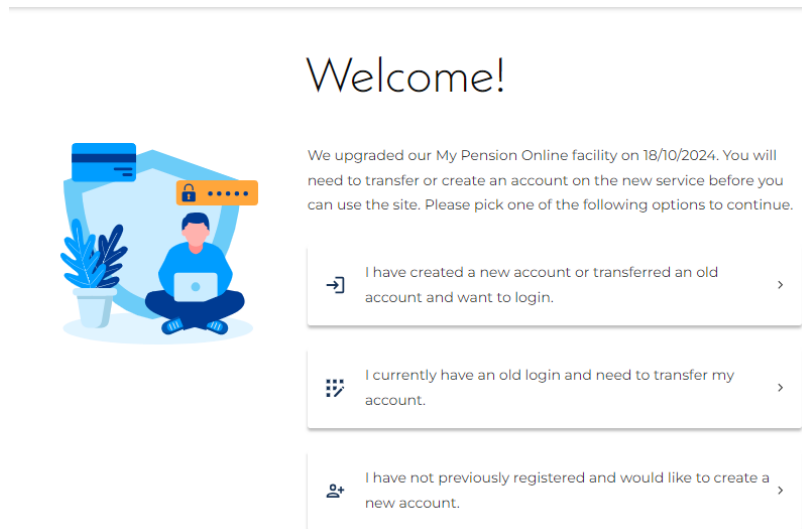 Welcome!
We upgraded our My Pension Online facility on 18/10/2024. You will
need to transfer or create an account on the new service before you
can use the site. Please pick one of the following options to continue.
I have created a new account or transferred an old
account and want to login.
I currently have an old login and need to transfer my
account.
I have not previously registered and would like to create a
new account.